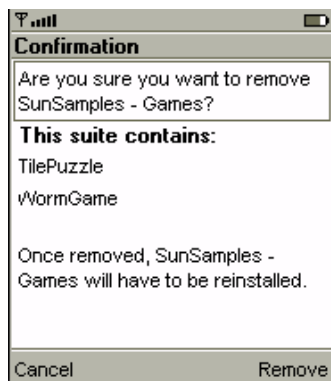 Confirmation
Are you sure you want to remove
SunSamples - Games?
This suite contains:
TilePuzzle
WormGame
Once removed, SunSamples -
Games will have to be reinstalled.
Cancel Remove